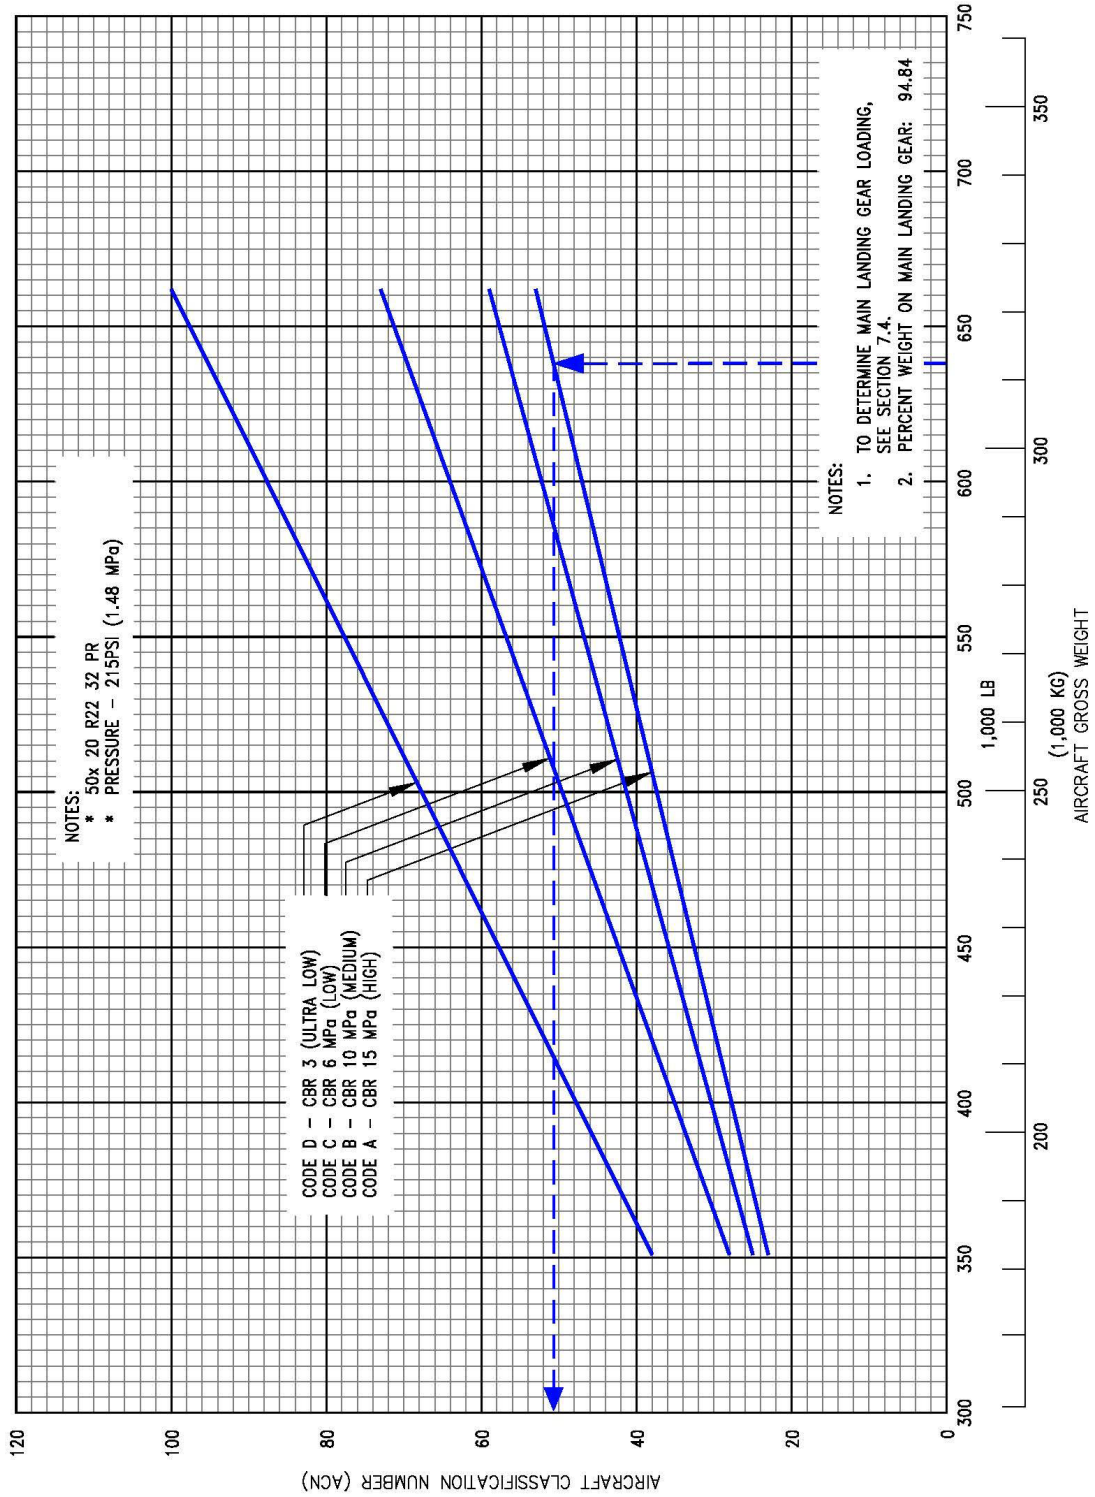 NOTES:
* 50x 20 R22 32 PR
* PRESSURE - 215PSI (1.48 MPa)
CODE D - CBR 3 (ULTRA LOW)
CODE C - CBR 6 MPa (LOW)
CODE B - CBR 10 MPa (MEDIUM)
CODE A - CBR 15 MPa (HIGH)
NOTES:
1. TO DETERMINE MAIN LANDING GEAR LOADING,
SEE SECTION 7.4.
2. PERCENT WEIGHT ON MAIN LANDING GEAR: 94.84
AIRCRAFT CLASSIFICATION NUMBER (ACN)
120
100
80
60
40
20
0
300 350 400 450 500 550 600 650 700 750
1,000 LB
200 250 300 350
(1,000 KG)
AIRCRAFT GROSS WEIGHT